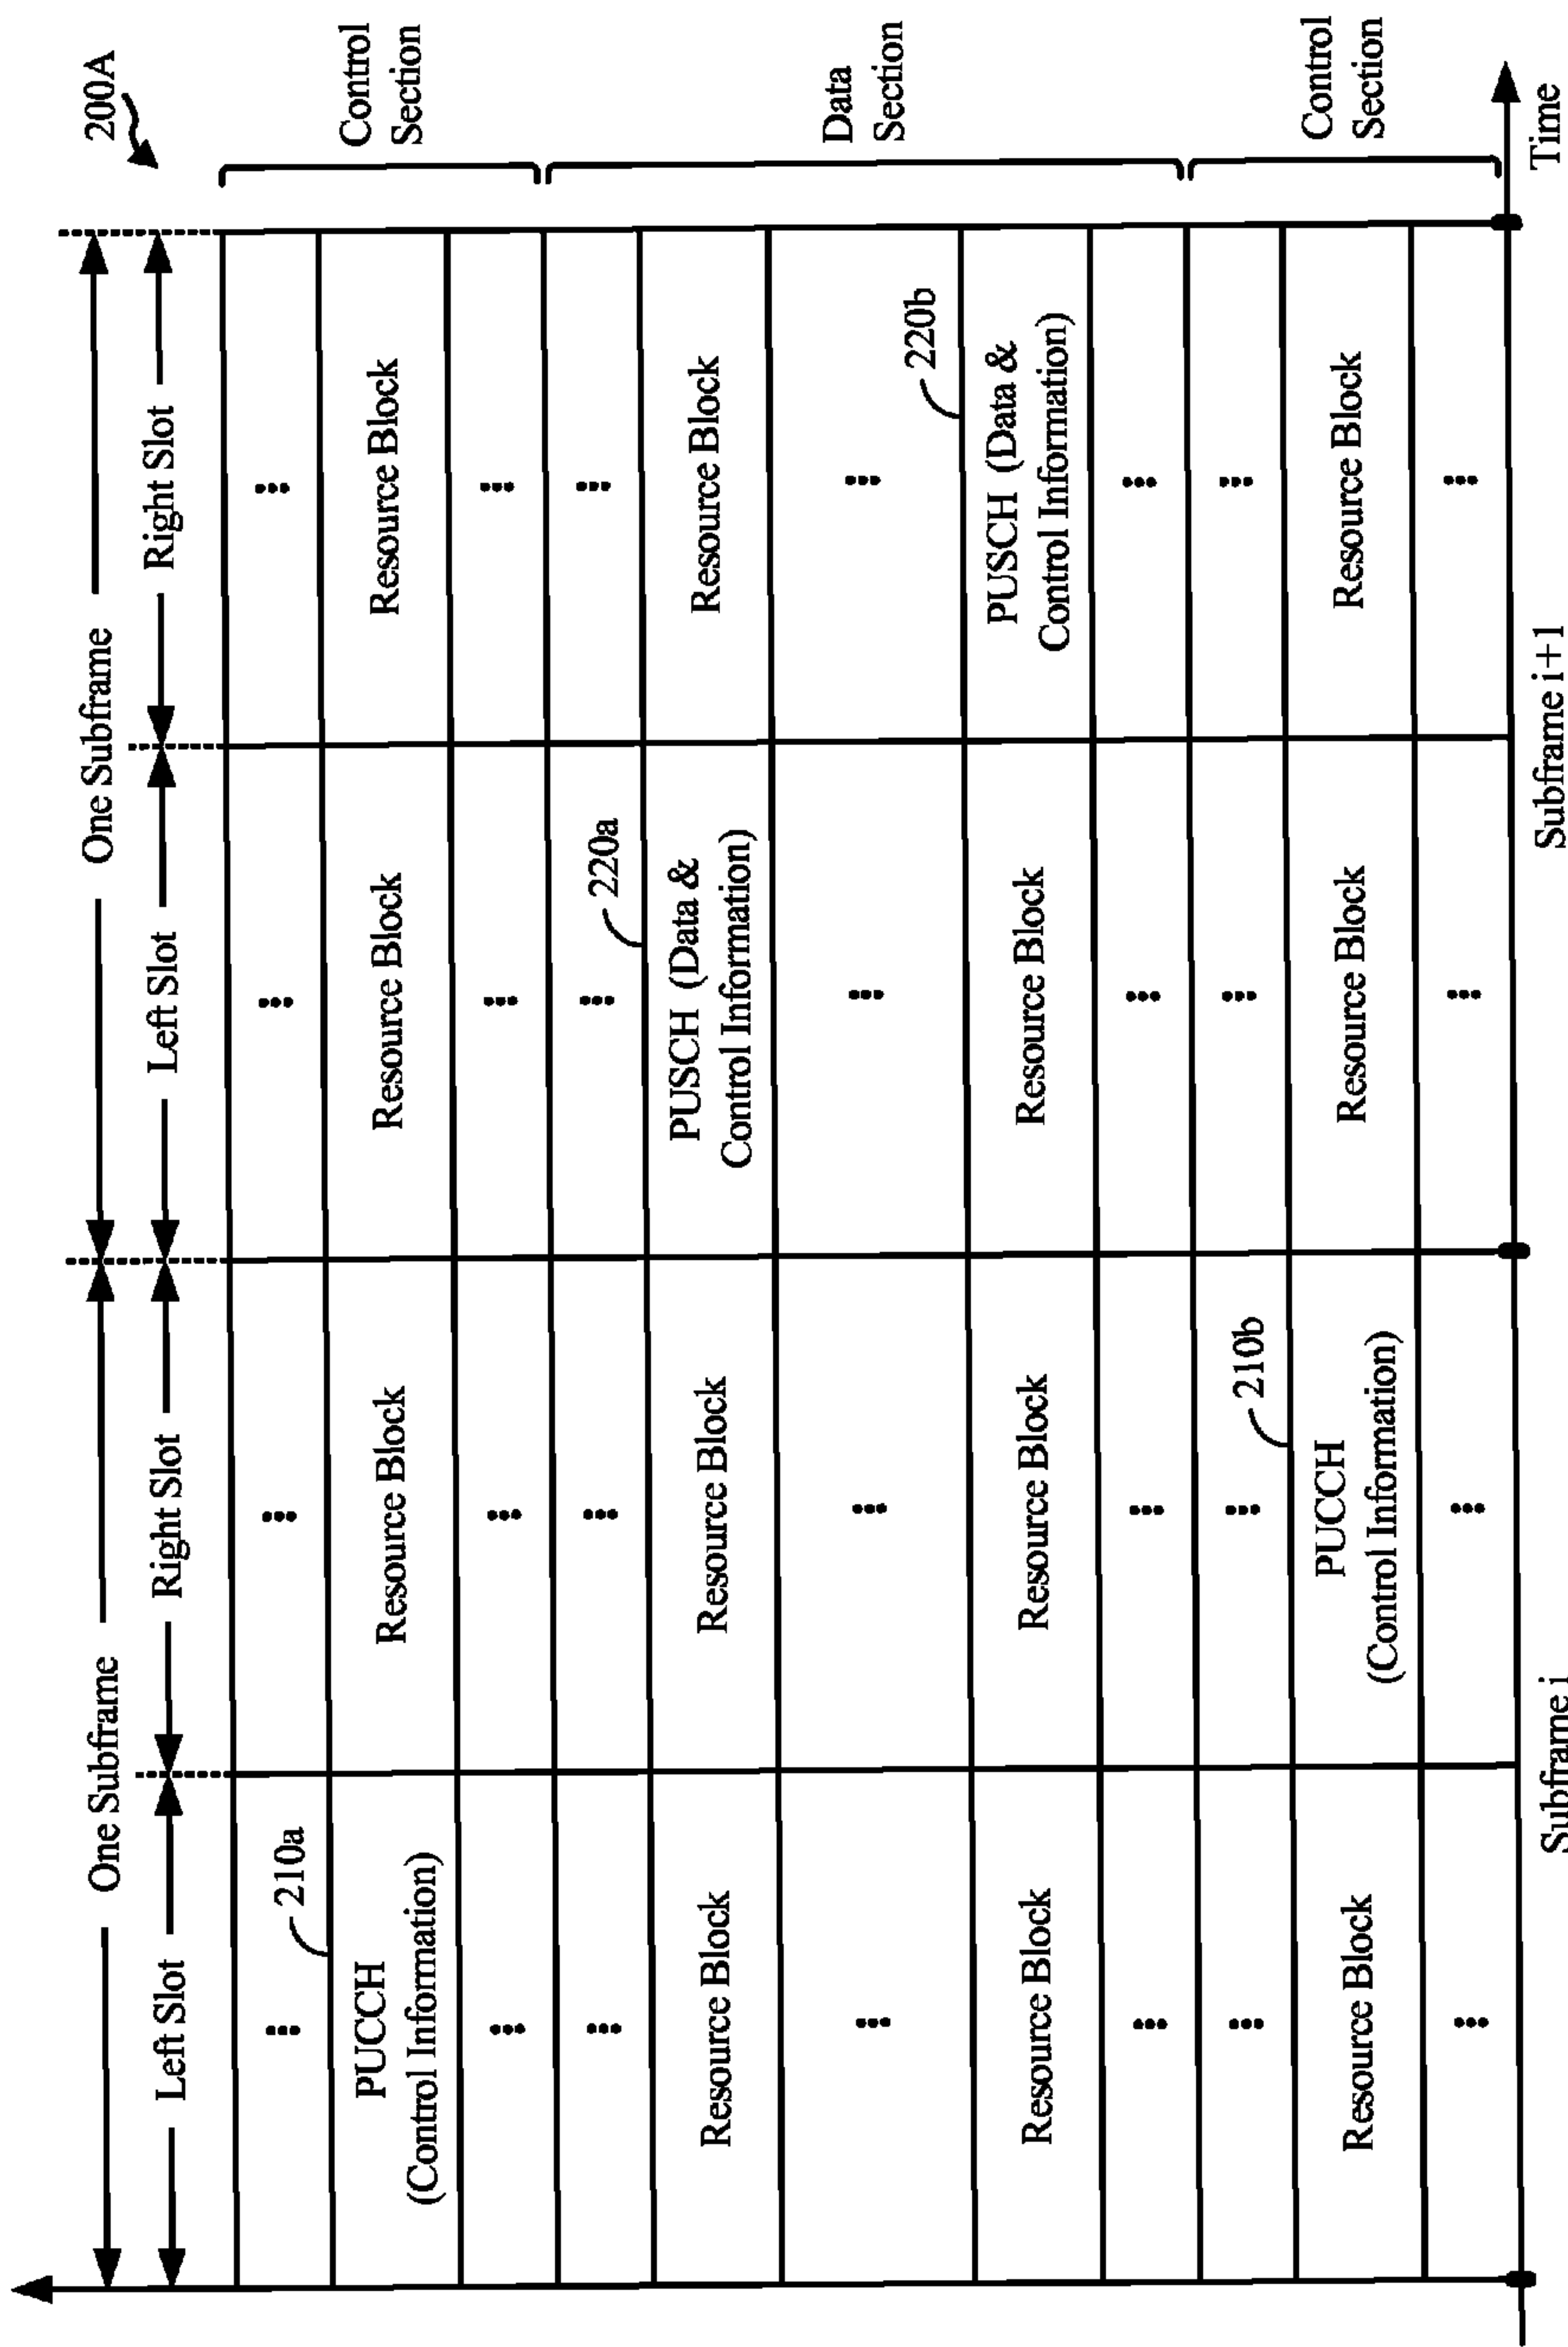 200A
One Subframe
One Subframe
Left Slot
Right Slot
Left Slot
Right Slot
...
...
...
...
Control
Section
210a
PUCCH
(Control Information)
Resource Block
Resource Block
Resource Block
...
...
...
...
...
...
...
...
Data
Section
220a
Resource Block
Resource Block
PUSCH (Data &
Control Information)
Resource Block
...
...
...
...
220b
Resource Block
Resource Block
Resource Block
PUSCH (Data &
Control Information)
...
...
...
...
...
...
...
...
Control
Section
210b
Resource Block
PUCCH
(Control Information)
Resource Block
Resource Block
...
...
...
...
Subframe i
Subframe i+1
Time